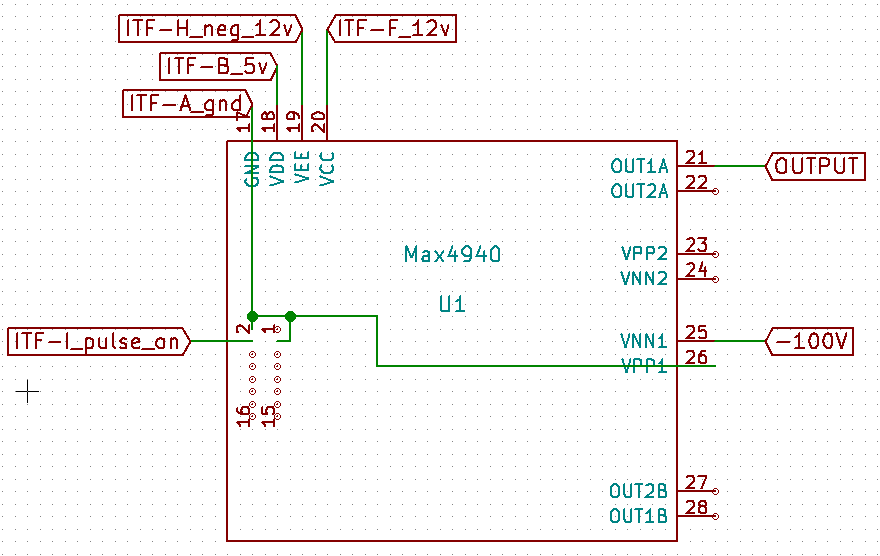 ITF-H_neg_12v
ITF-F_12v
ITF-B_5v
ITF-A_gnd
17
18
19
20
GND
VDD
VEE
VCC
OUT1A
21
OUTPUT
OUT2A
22
Max4940
VPP2
23
VNN2
24
U1
2
1
ITF-I_pulse_on
VNN1
25
-100V
VPP1
26
16
15
OUT2B
27
OUT1B
28